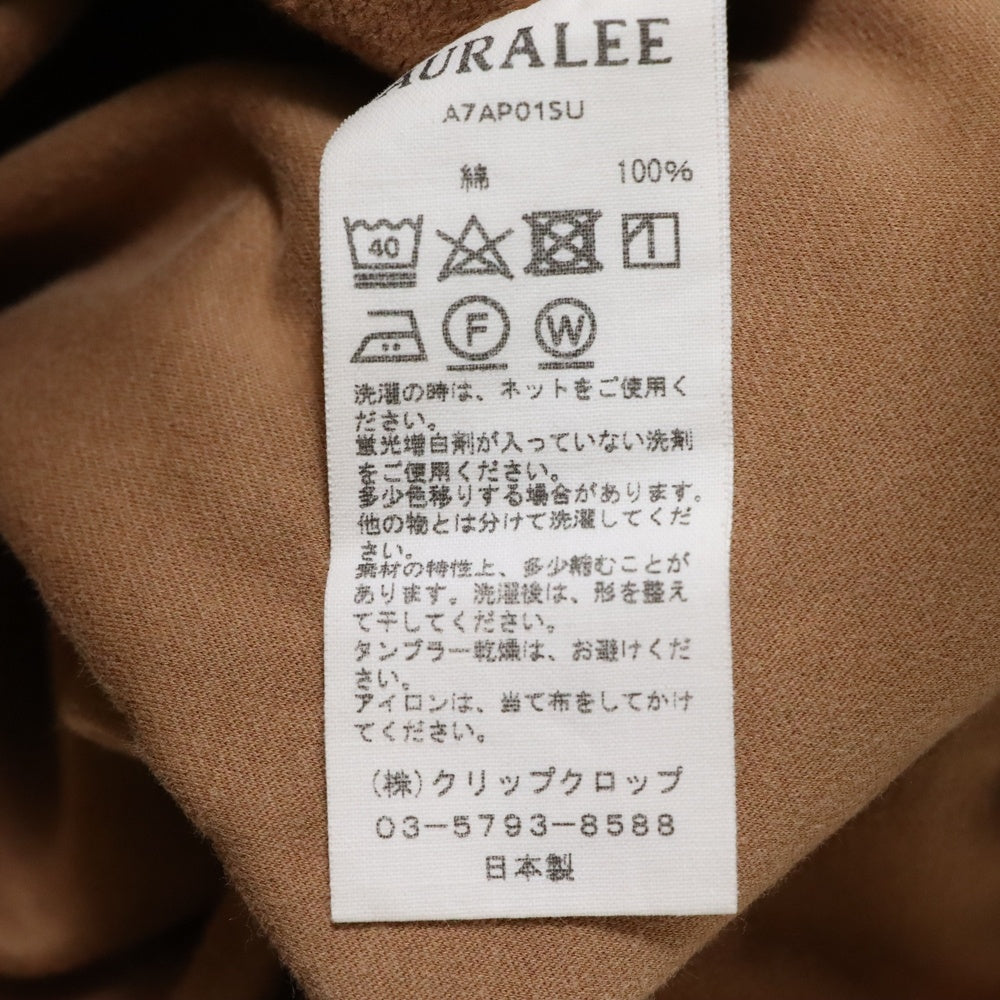 AURALEE
A7AP01SU
綿 100%
40
F W
洗濯の時は、ネットをご使用く
ださい。
蛍光増白剤が入っていない洗剤
をご使用ください。
多少色移りする場合があります。
他の物とは分けて洗濯してくだ
さい。
素材の特性上、多少縮むことが
あります。洗濯後は、形を整え
て干してください。
タンブラー乾燥は、お避けくだ
さい。
アイロンは、当て布をしてかけ
てください。
(株)クリップクロップ
03-5793-8588
日本製